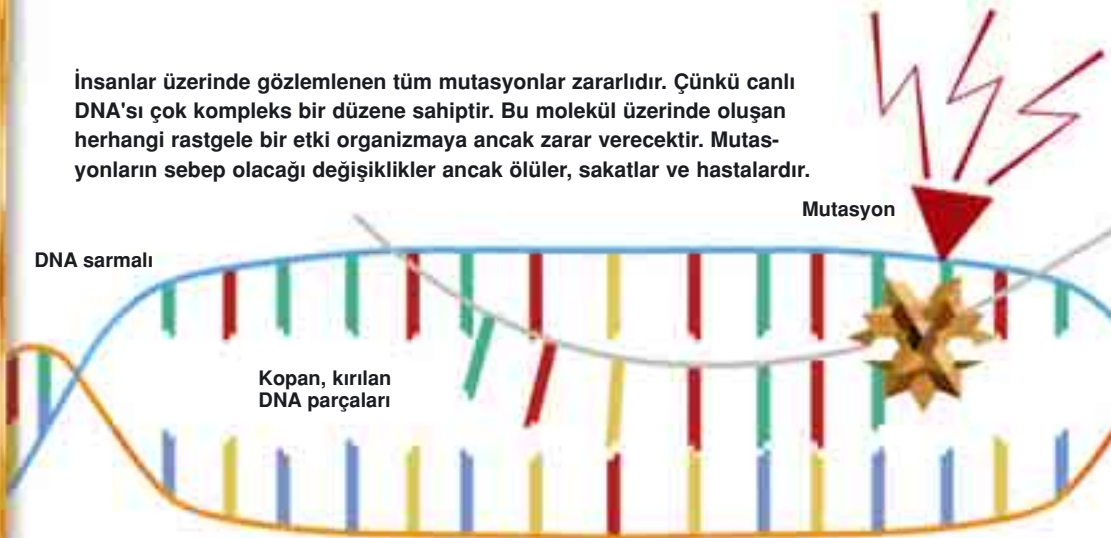 İnsanlar üzerinde gözlemlenen tüm mutasyonlar zararlıdır. Çünkü canlı
DNA'sı çok kompleks bir düzene sahiptir. Bu molekül üzerinde oluşan
herhangi rastgele bir etki organizmaya ancak zarar verecektir. Mutas-
yonların sebep olacağı değişiklikler ancak ölüler, sakatlar ve hastalardır.
Mutasyon
DNA sarmalı
Kopan, kırılan
DNA parçaları